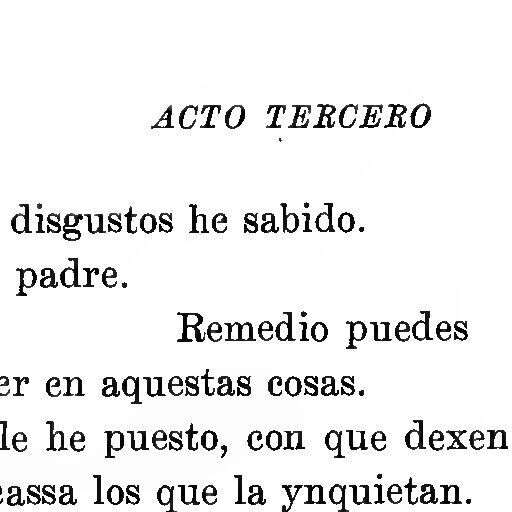 ACTO TERCERO
disgustos he sabido.
padre.
Remedio puedes
er en aquestas cosas.
le he puesto, con que dexen
cassa los que la ynquietan.